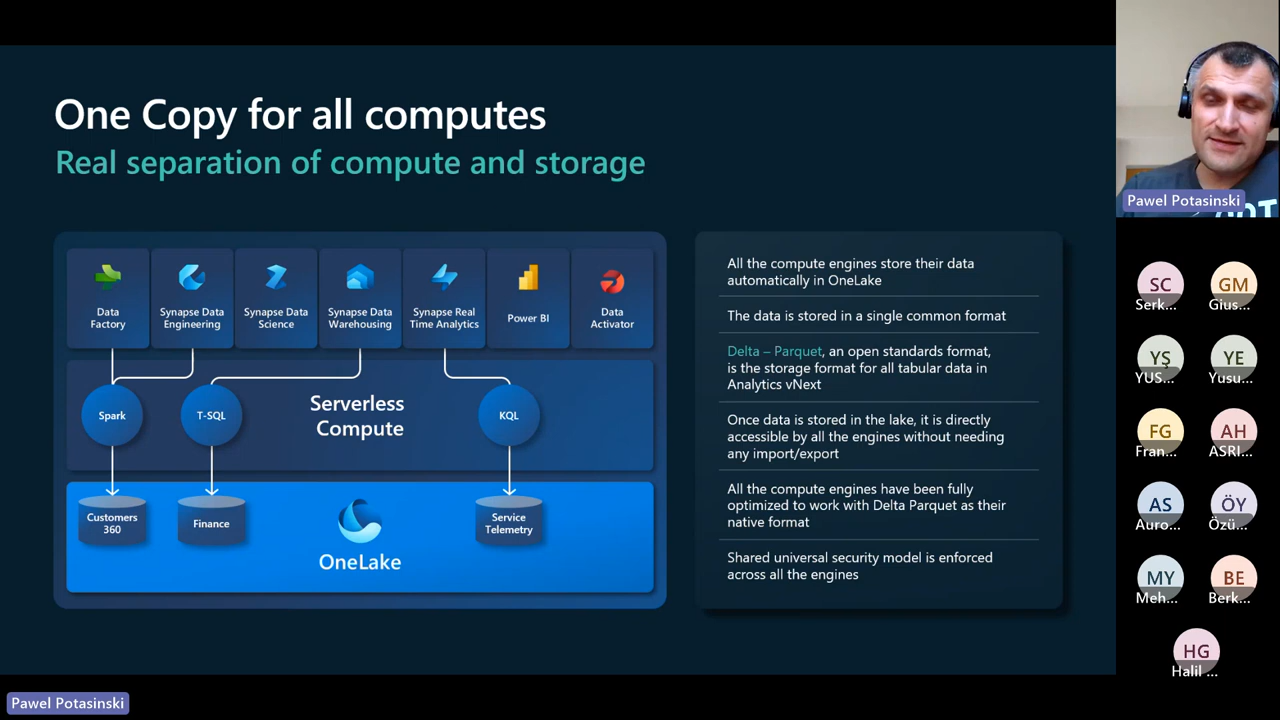 One Copy for all computes
Real separation of compute and storage
Data
Factory
Synapse Data
Engineering
Synapse Data
Science
Synapse Data
Warehousing
Synapse Real
Time Analytics
Power BI
Data
Activator
Spark
T-SQL
Serverless
Compute
KQL
Customers
360
Finance
Service
Telemetry
OneLake
All the compute engines store their data
automatically in OneLake
The data is stored in a single common format
Delta – Parquet, an open standards format,
is the storage format for all tabular data in
Analytics vNext
Once data is stored in the lake, it is directly
accessible by all the engines without needing
any import/export
All the compute engines have been fully
optimized to work with Delta Parquet as their
native format
Shared universal security model is enforced
across all the engines
Pawel Potasinski
SC
Serk...
GM
Gius...
YŞ
YUS...
YE
Yusu...
FG
Fran...
AH
ASRI...
AS
Auro...
ÖY
Özü...
MY
Meh...
BE
Berk...
HG
Halil ...
Pawel Potasinski